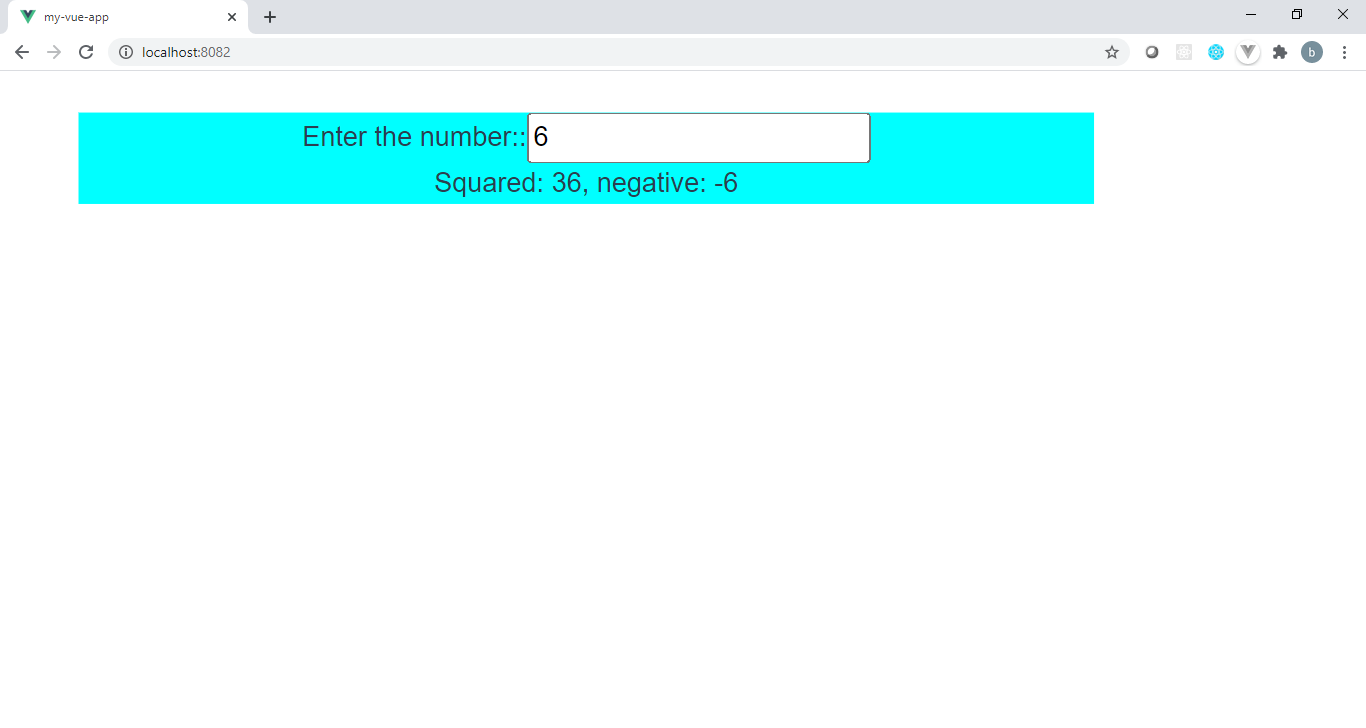 my-vue-app
localhost:8082
b
Enter the number::6
Squared: 36, negative: -6